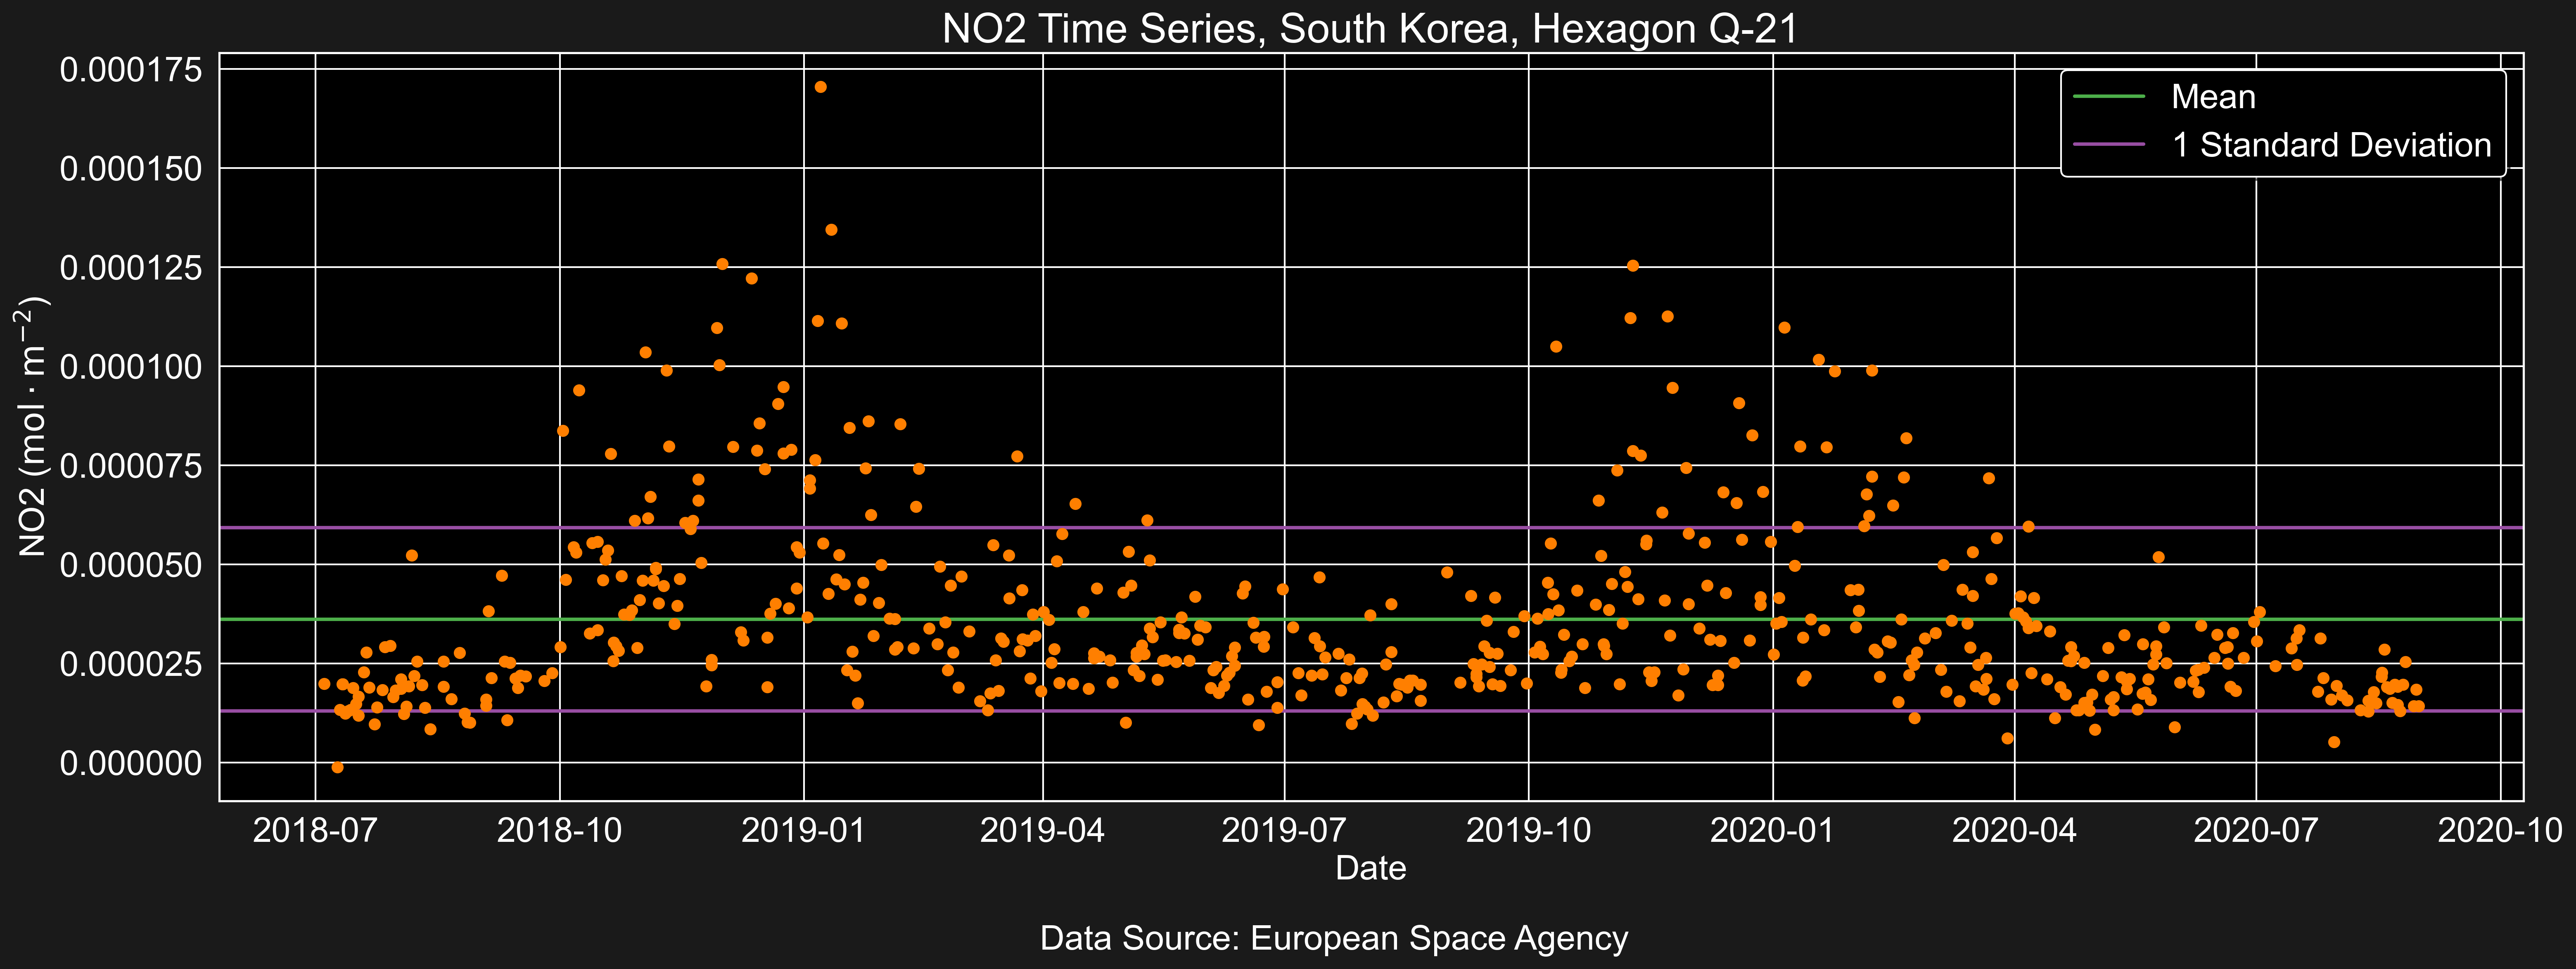 NO2 Time Series, South Korea, Hexagon Q-21
Mean
1 Standard Deviation
NO2 (mol · m⁻²)
0.000175
0.000150
0.000125
0.000100
0.000075
0.000050
0.000025
0.000000
2018-07 2018-10 2019-01 2019-04 2019-07 2019-10 2020-01 2020-04 2020-07 2020-10
Date
Data Source: European Space Agency